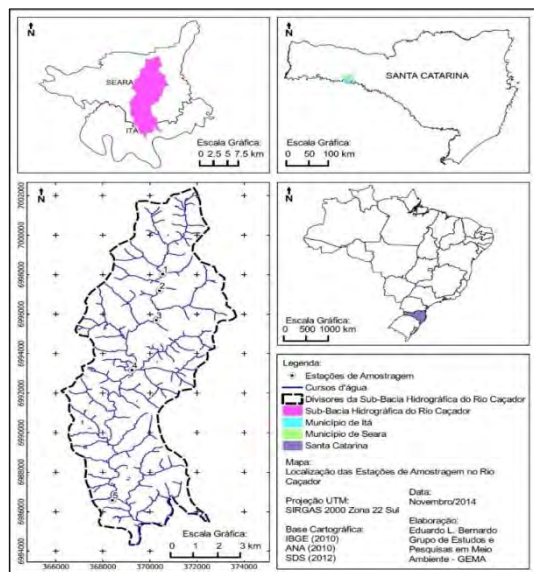 N
SEARA
ITÁ
Escala Gráfica:
0 2.5 5 7.5 km
N
SANTA CATARINA
Escala Gráfica:
0 50 100 km
N
7002000
7000000
6998000
6996000
6994000
6992000
6990000
6988000
6986000
6984000
1
2
3
4
5
Escala Gráfica:
0 1 2 3 km
366000 368000 370000 372000 374000
N
Escala Gráfica:
0 500 1000 km
Legenda:
Estações de Amostragem
Cursos d'água
Divisores da Sub-Bacia Hidrográfica do Rio Caçador
Sub-Bacia Hidrográfica do Rio Caçador
Município de Itá
Município de Seara
Santa Catarina
Mapa:
Localização das Estações de Amostragem no Rio
Caçador
Projeção UTM:
SIRGAS 2000 Zona 22 Sul
Data:
Novembro/2014
Base Cartográfica:
IBGE (2010)
ANA (2010)
SDS (2012)
Elaboração:
Eduardo L. Bernardo
Grupo de Estudos e
Pesquisas em Meio
Ambiente - GEMA